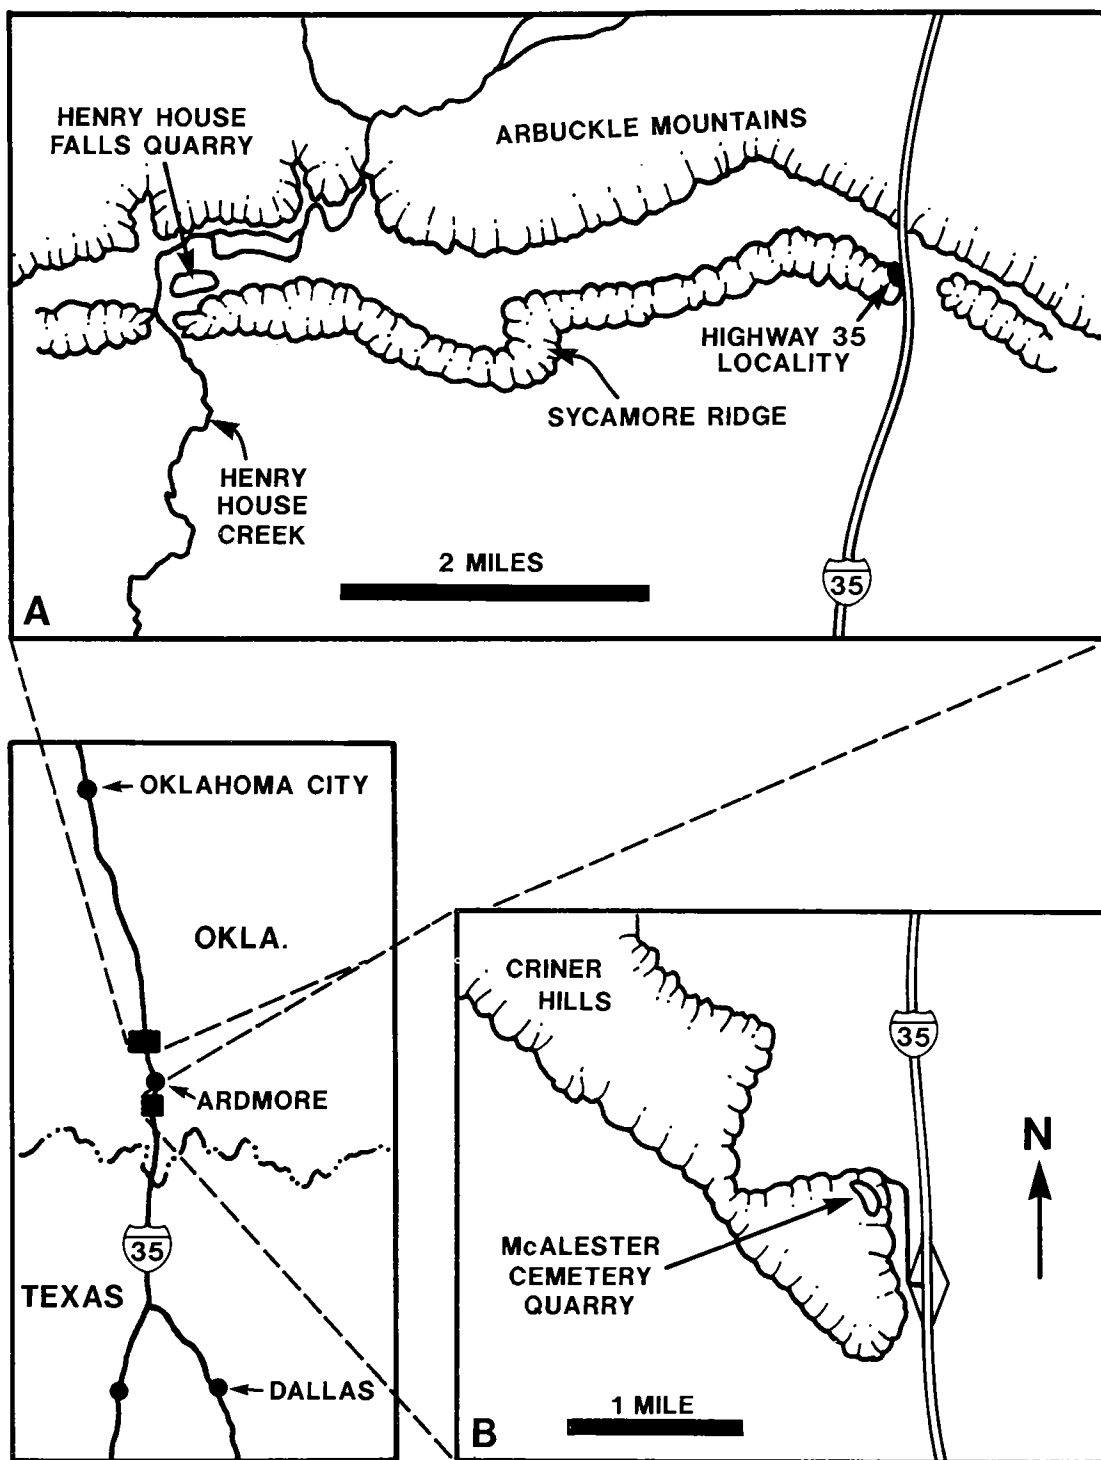 HENRY HOUSE
FALLS QUARRY
ARBUCKLE MOUNTAINS
HIGHWAY 35
LOCALITY
SYCAMORE RIDGE
HENRY
HOUSE
CREEK
2 MILES
35
A
OKLAHOMA CITY
OKLA.
ARDMORE
35
TEXAS
DALLAS
CRINER
HILLS
35
N
McALESTER
CEMETERY
QUARRY
1 MILE
B